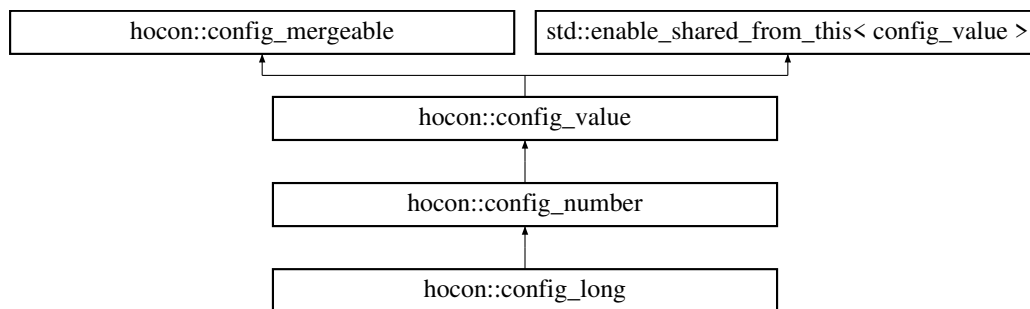 hocon::config_mergeable
std::enable_shared_from_this< config_value >
hocon::config_value
hocon::config_number
hocon::config_long